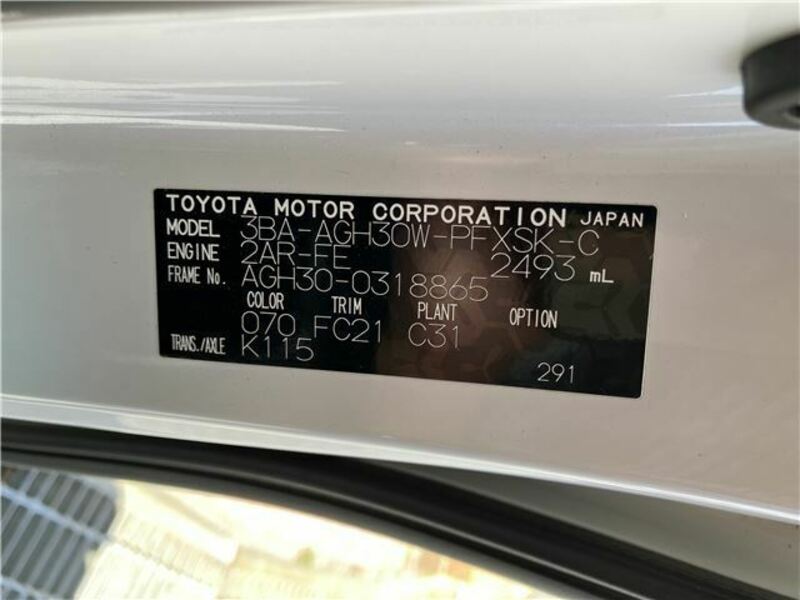 TOYOTA MOTOR CORPORATION JAPAN
MODEL 3BA-AGH30W-PFXSK-C
ENGINE 2AR-FE 2493 mL
FRAME No. AGH30-0318865
COLOR TRIM PLANT OPTION
070 FC21 C31
TRANS./AXLE K115
291